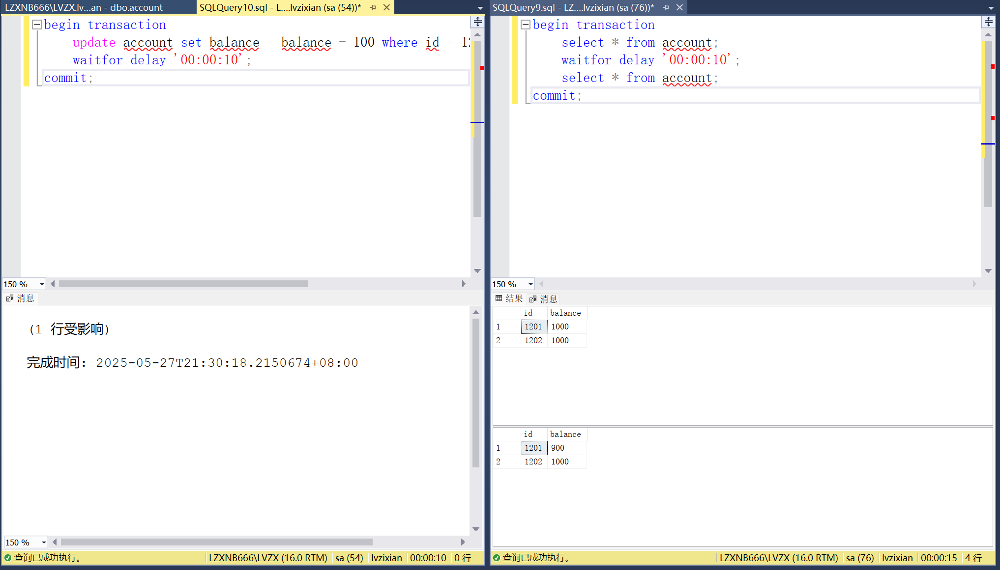 LZXNB666\LVZX.lv...an - dbo.account
SQLQuery10.sql - L....lvzixian (sa (54))*
begin transaction
update account set balance = balance - 100 where id =
waitfor delay '00:00:10';
commit;
150 %
消息
(1 行受影响)
完成时间: 2025-05-27T21:30:18.2150674+08:00
150 %
查询已成功执行。
LZXNB666\LVZX (16.0 RTM)
sa (54)
lvzixian
00:00:10
0 行
SQLQuery9.sql - LZ....lvzixian (sa (76))*
begin transaction
select * from account;
waitfor delay '00:00:10';
select * from account;
commit;
150 %
结果
消息
id balance
1 1201 1000
2 1202 1000
id balance
1 1201 900
2 1202 1000
查询已成功执行。
LZXNB666\LVZX (16.0 RTM)
sa (76)
lvzixian
00:00:15
4 行